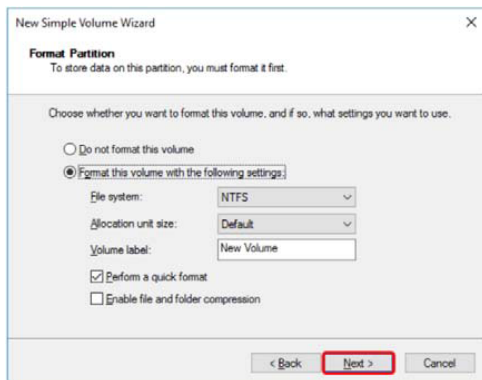 New Simple Volume Wizard
Format Partition
To store data on this partition, you must format it first.
Choose whether you want to format this volume, and if so, what settings you want to use.
Do not format this volume
Format this volume with the following settings:
File system: NTFS
Allocation unit size: Default
Volume label: New Volume
Perform a quick format
Enable file and folder compression
< Back Next > Cancel